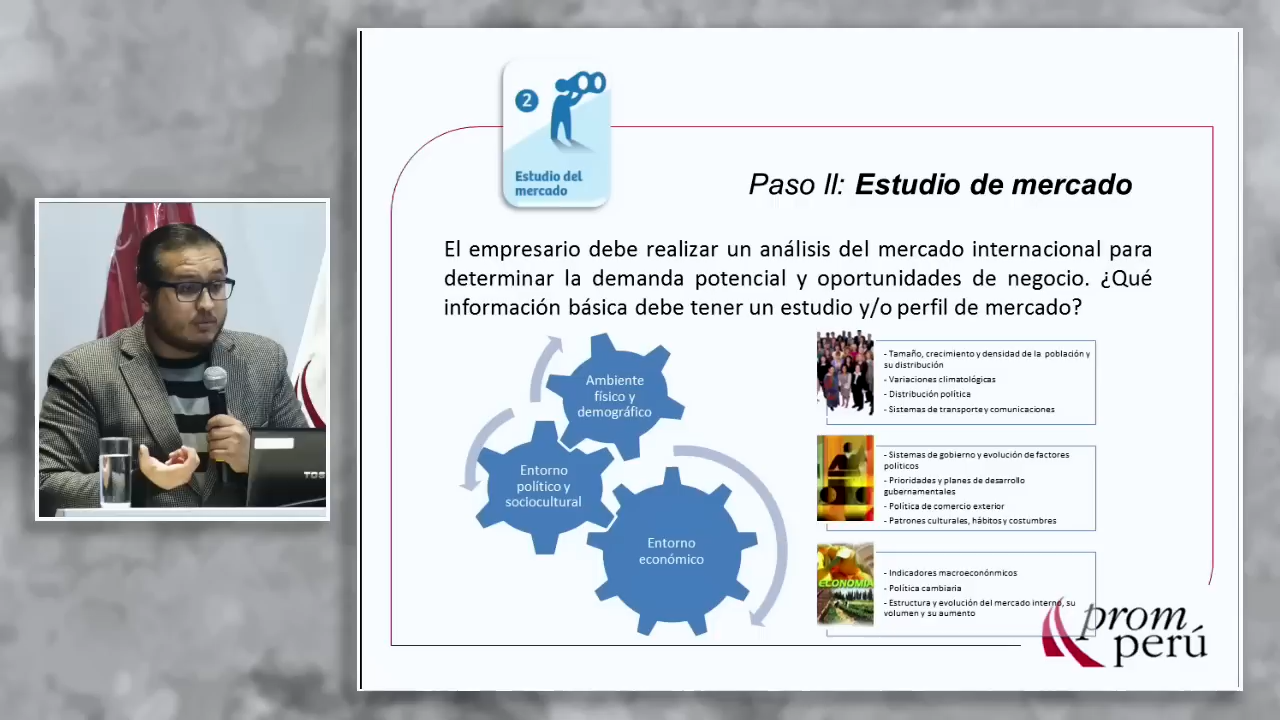 2
Estudio del
mercado
Paso II: Estudio de mercado
El empresario debe realizar un análisis del mercado internacional para
determinar la demanda potencial y oportunidades de negocio. ¿Qué
información básica debe tener un estudio y/o perfil de mercado?
Ambiente
físico y
demográfico
Entorno
político y
sociocultural
Entorno
económico
- Tamaño, crecimiento y densidad de la población y
su distribución
- Variaciones climatológicas
- Distribución política
- Sistemas de transporte y comunicaciones
- Sistemas de gobierno y evolución de factores
políticos
- Prioridades y planes de desarrollo
gubernamentales
- Política de comercio exterior
- Patrones culturales, hábitos y costumbres
ECONOMIA
- Indicadores macroeconónmicos
- Política cambiaria
- Estructura y evolución del mercado interno, su
volumen y su aumento
prom
perú